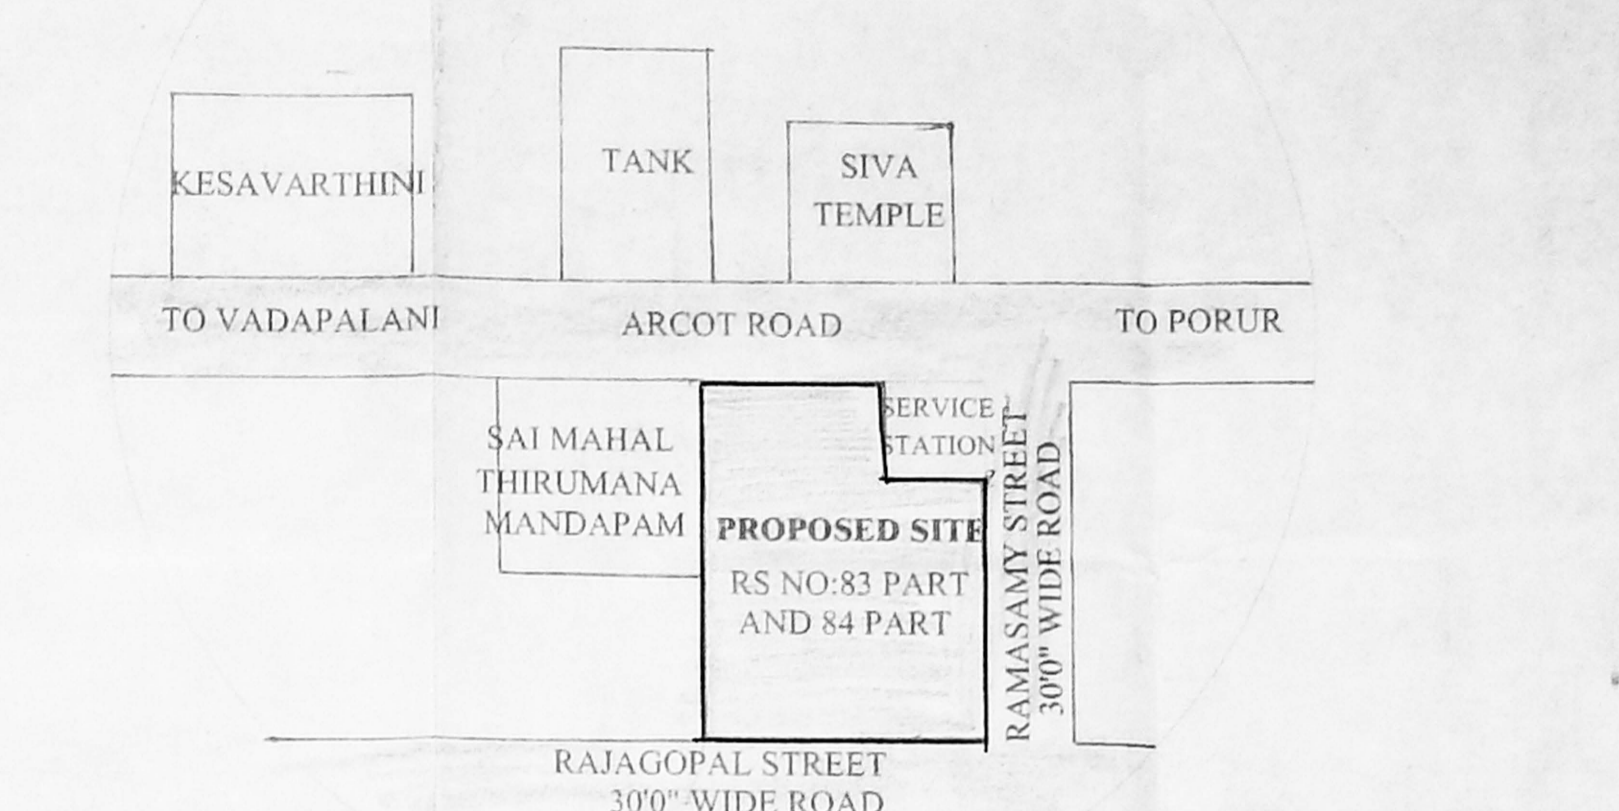 KESAVARTHINI
TANK
SIVA
TEMPLE
TO VADAPALANI
ARCOT ROAD
TO PORUR
SAI MAHAL
THIRUMANA
MANDAPAM
SERVICE
STATION
PROPOSED SITE
RS NO:83 PART
AND 84 PART
RAMASAMY STREET
30'0" WIDE ROAD
RAJAGOPAL STREET
30'0"-WIDE ROAD